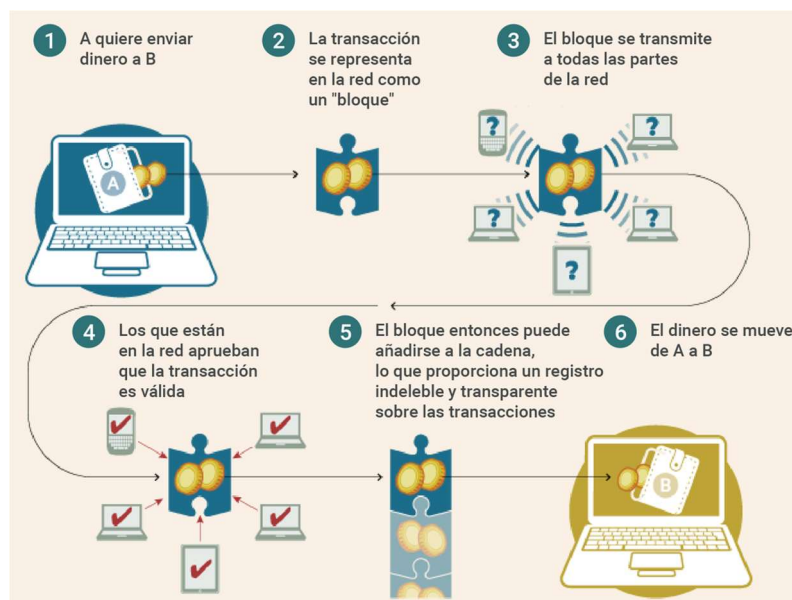 1
A quiere enviar
dinero a B
2
La transacción
se representa
en la red como
un "bloque"
3
El bloque se transmite
a todas las partes
de la red
A
?
?
?
?
?
4
Los que están
en la red aprueban
que la transacción
es válida
5
El bloque entonces puede
añadirse a la cadena,
lo que proporciona un registro
indeleble y transparente
sobre las transacciones
6
El dinero se mueve
de A a B
B